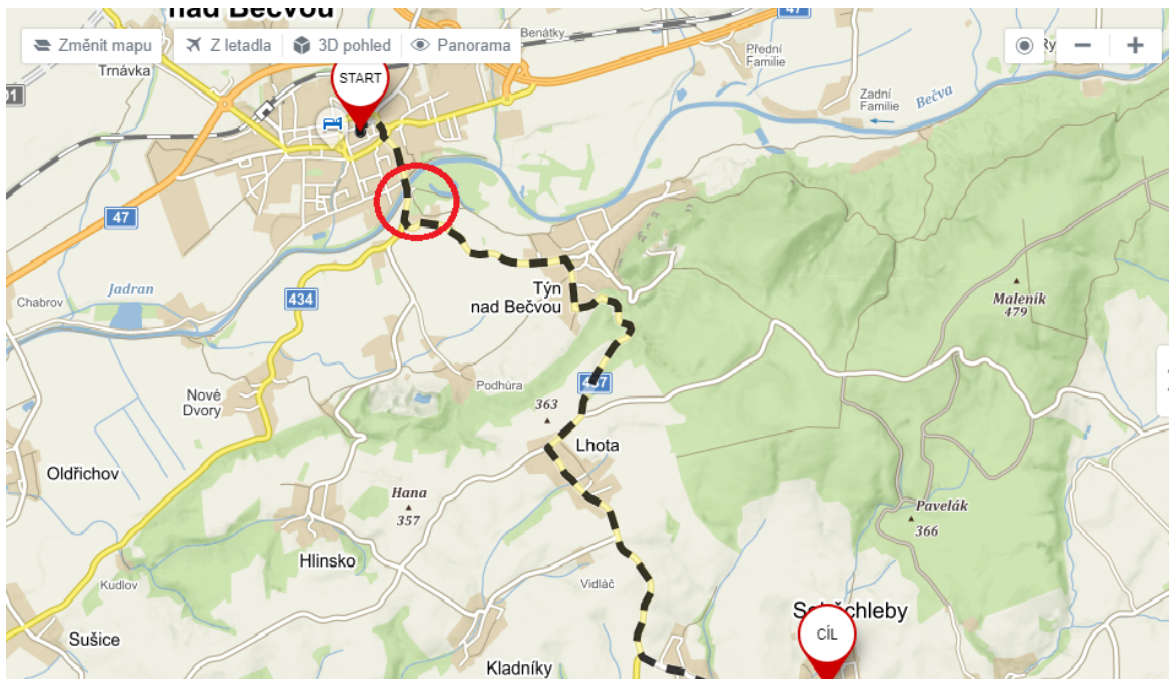 nad Bečvou
47
Benátky
Změnit mapu
Z letadla
3D pohled
Panorama
Přední
Familie
Trnávka
START
Zadní
Familie
Bečva
47
Jadran
Chabrov
434
Týn
nad Bečvou
Maleník
479
Nové
Dvory
Podhúra
437
363
Lhota
Oldřichov
Hana
357
Pavelák
366
Hlinsko
Kudlov
Vidláč
Sušice
CÍL
Kladníky